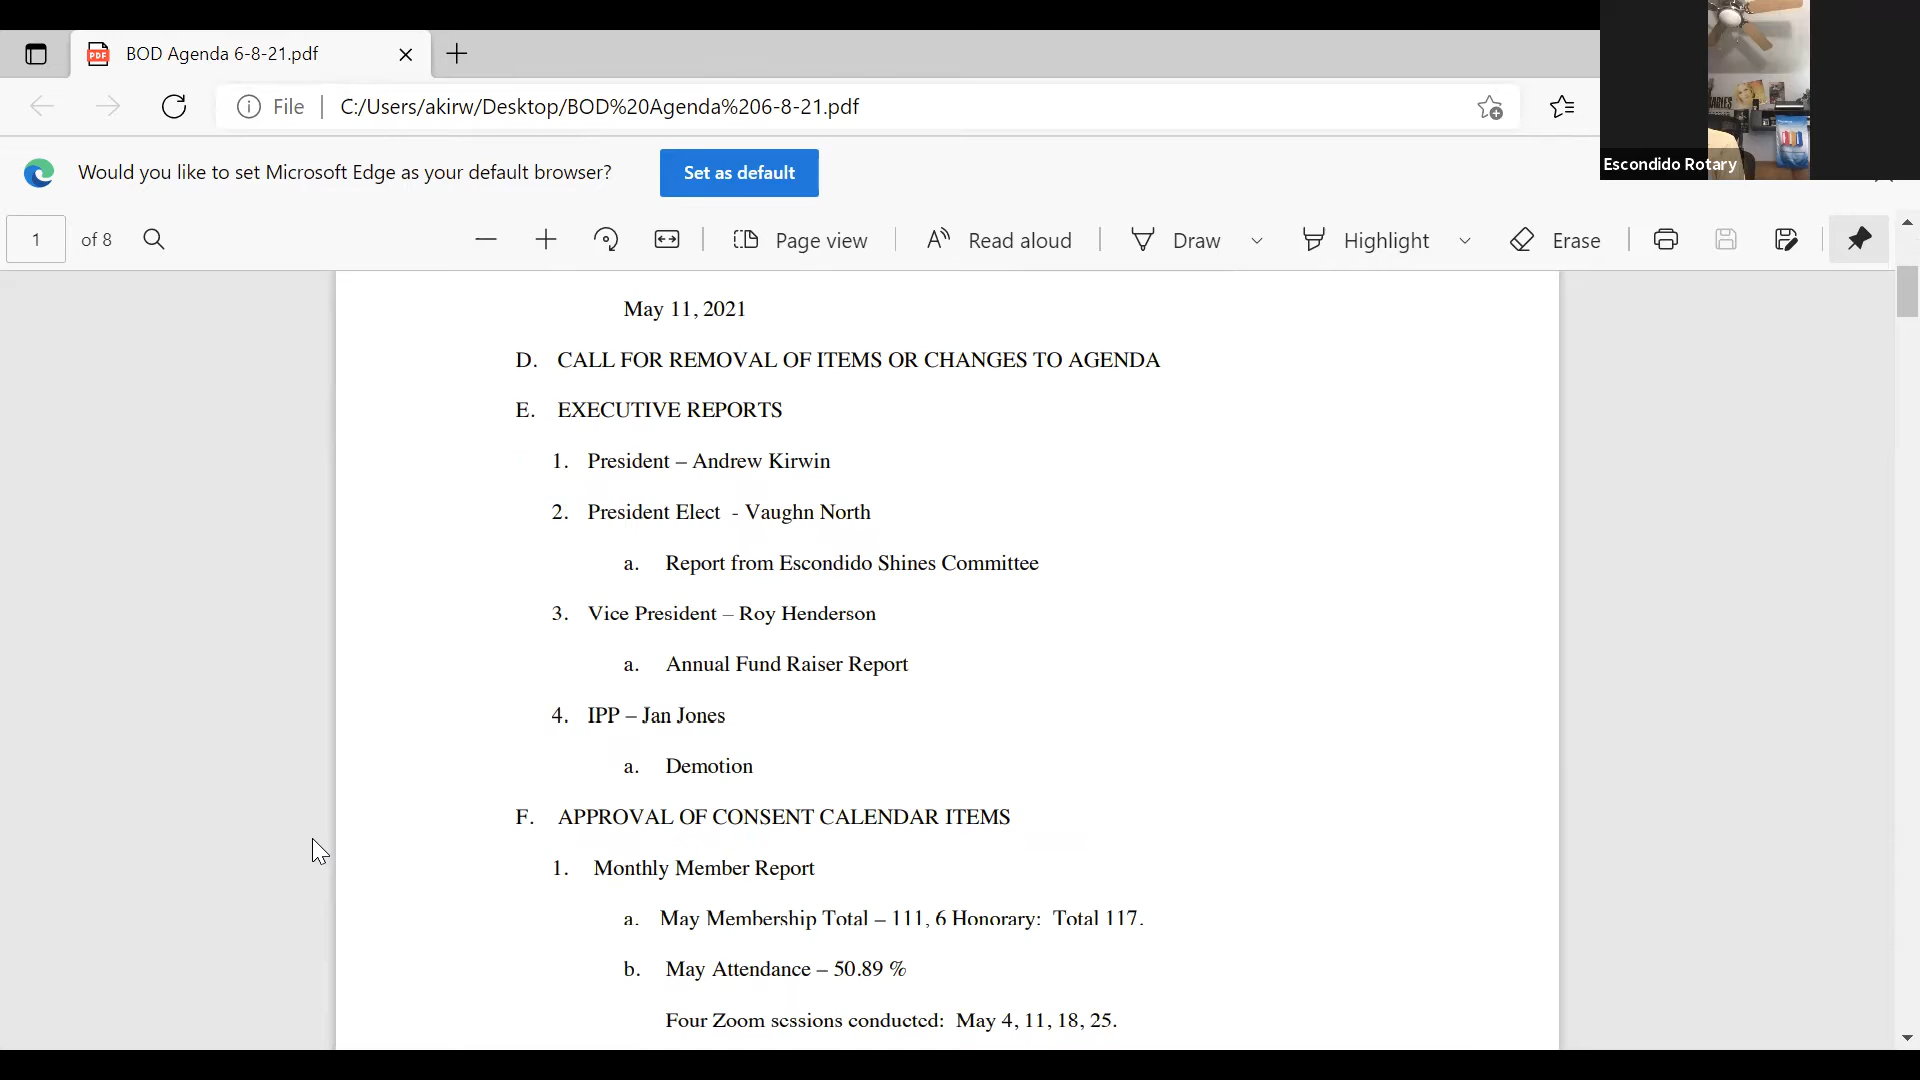 BOD Agenda 6-8-21.pdf
File C:/Users/akirw/Desktop/BOD%20Agenda%206-8-21.pdf
Would you like to set Microsoft Edge as your default browser? Set as default
Escondido Rotary
1 of 8 Page view Read aloud Draw Highlight Erase
May 11, 2021
D. CALL FOR REMOVAL OF ITEMS OR CHANGES TO AGENDA
E. EXECUTIVE REPORTS
1. President – Andrew Kirwin
2. President Elect - Vaughn North
a. Report from Escondido Shines Committee
3. Vice President – Roy Henderson
a. Annual Fund Raiser Report
4. IPP – Jan Jones
a. Demotion
F. APPROVAL OF CONSENT CALENDAR ITEMS
1. Monthly Member Report
a. May Membership Total – 111, 6 Honorary: Total 117.
b. May Attendance – 50.89 %
Four Zoom sessions conducted: May 4, 11, 18, 25.